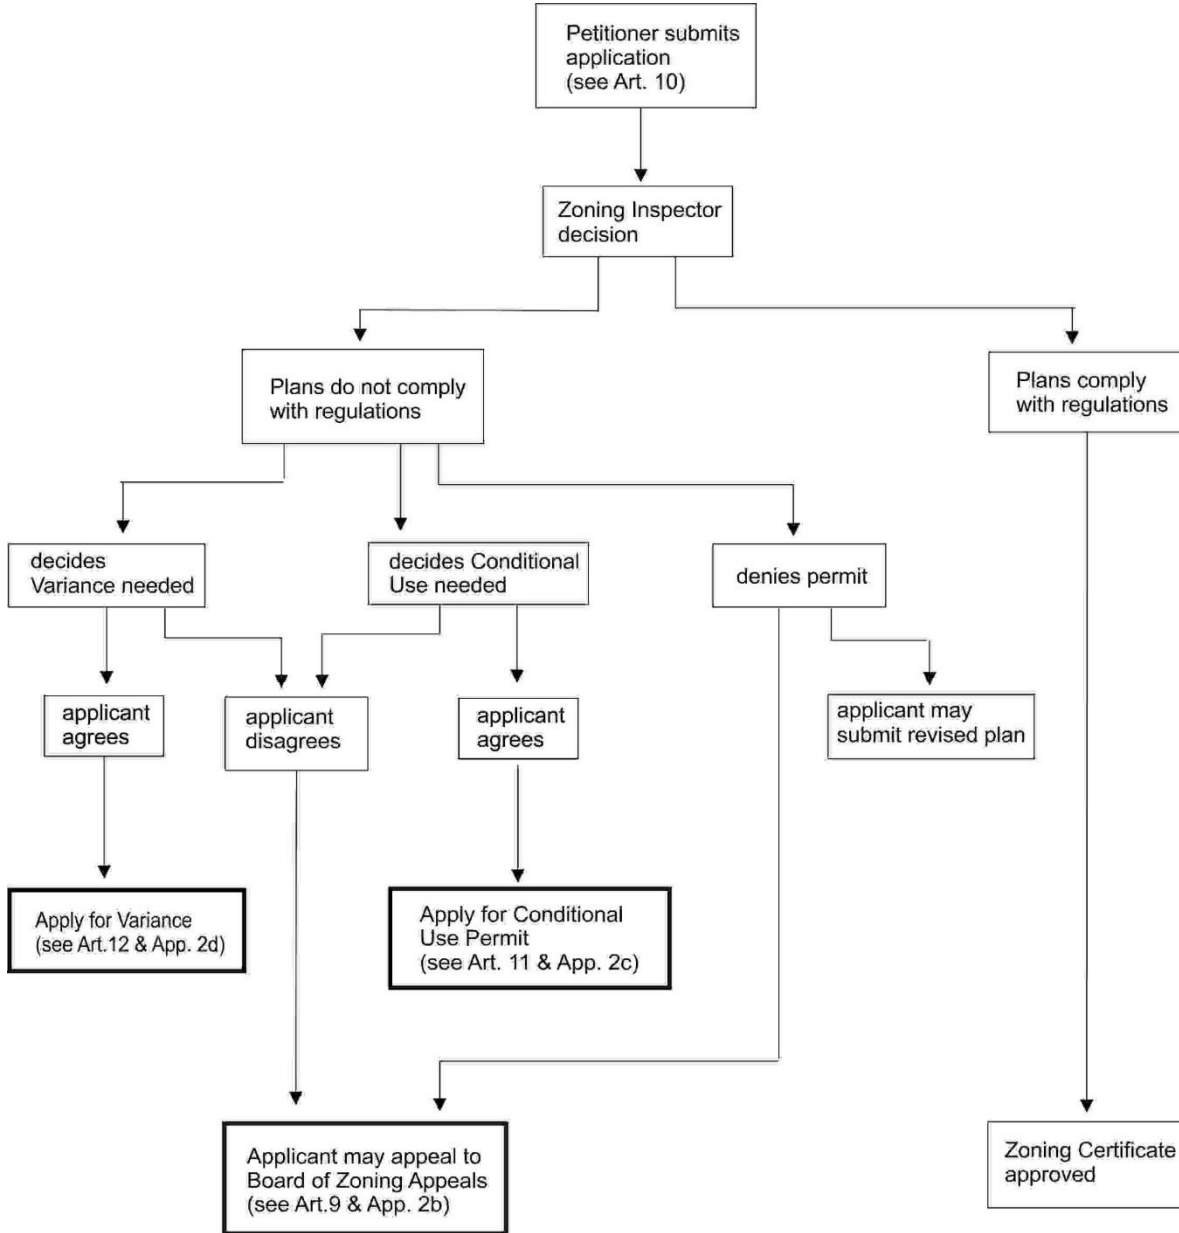 Petitioner submits
application
(see Art. 10)
Zoning Inspector
decision
Plans do not comply
with regulations
Plans comply
with regulations
decides
Variance needed
decides Conditional
Use needed
denies permit
applicant
agrees
applicant
disagrees
applicant
agrees
applicant may
submit revised plan
Apply for Variance
(see Art.12 & App. 2d)
Apply for Conditional
Use Permit
(see Art. 11 & App. 2c)
Applicant may appeal to
Board of Zoning Appeals
(see Art.9 & App. 2b)
Zoning Certificate
approved